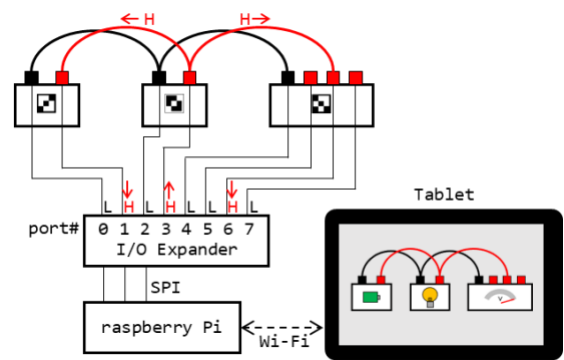 H H
L H L H L L H L
port# 0 1 2 3 4 5 6 7
I/O Expander
SPI
raspberry Pi
Wi-Fi
Tablet
V